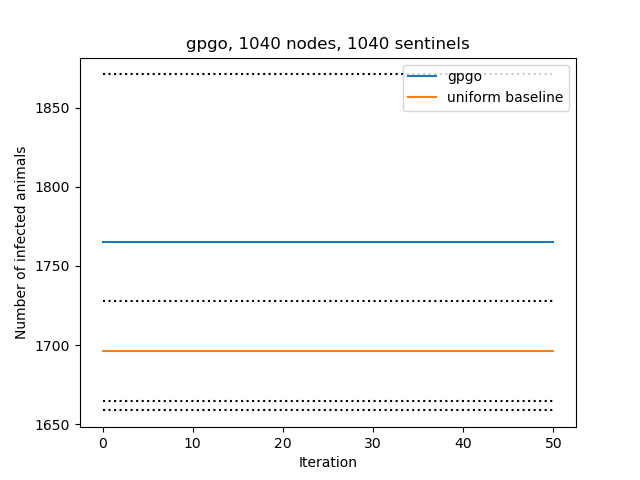 gpgo, 1040 nodes, 1040 sentinels
gpgo
uniform baseline
Number of infected animals
1850
1800
1750
1700
1650
0 10 20 30 40 50
Iteration